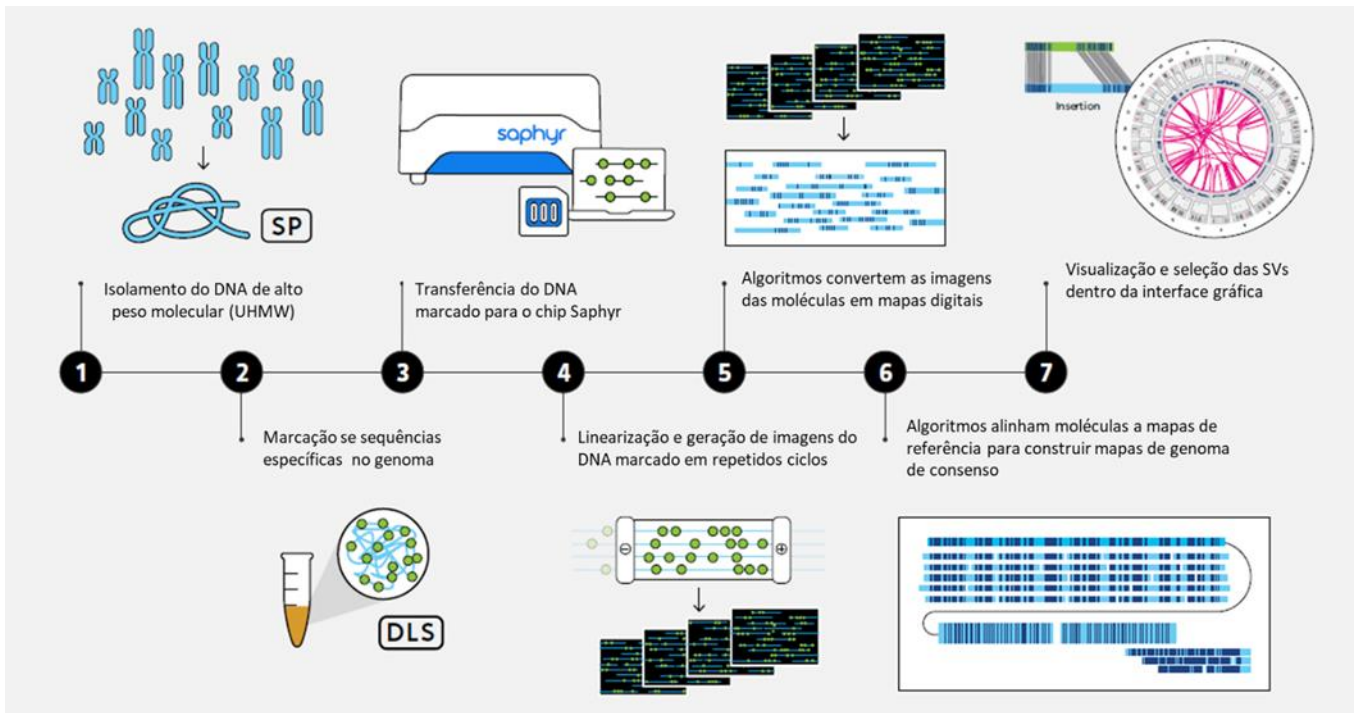 SP
1
Isolamento do DNA de alto
peso molecular (UHMW)
2
Marcação se sequências
específicas no genoma
DLS
saphyr
3
Transferência do DNA
marcado para o chip Saphyr
4
Linearização e geração de imagens do
DNA marcado em repetidos ciclos
−
+
5
Algoritmos convertem as imagens
das moléculas em mapas digitais
6
Algoritmos alinham moléculas a mapas de
referência para construir mapas de genoma
de consenso
Insertion
7
Visualização e seleção das SVs
dentro da interface gráfica